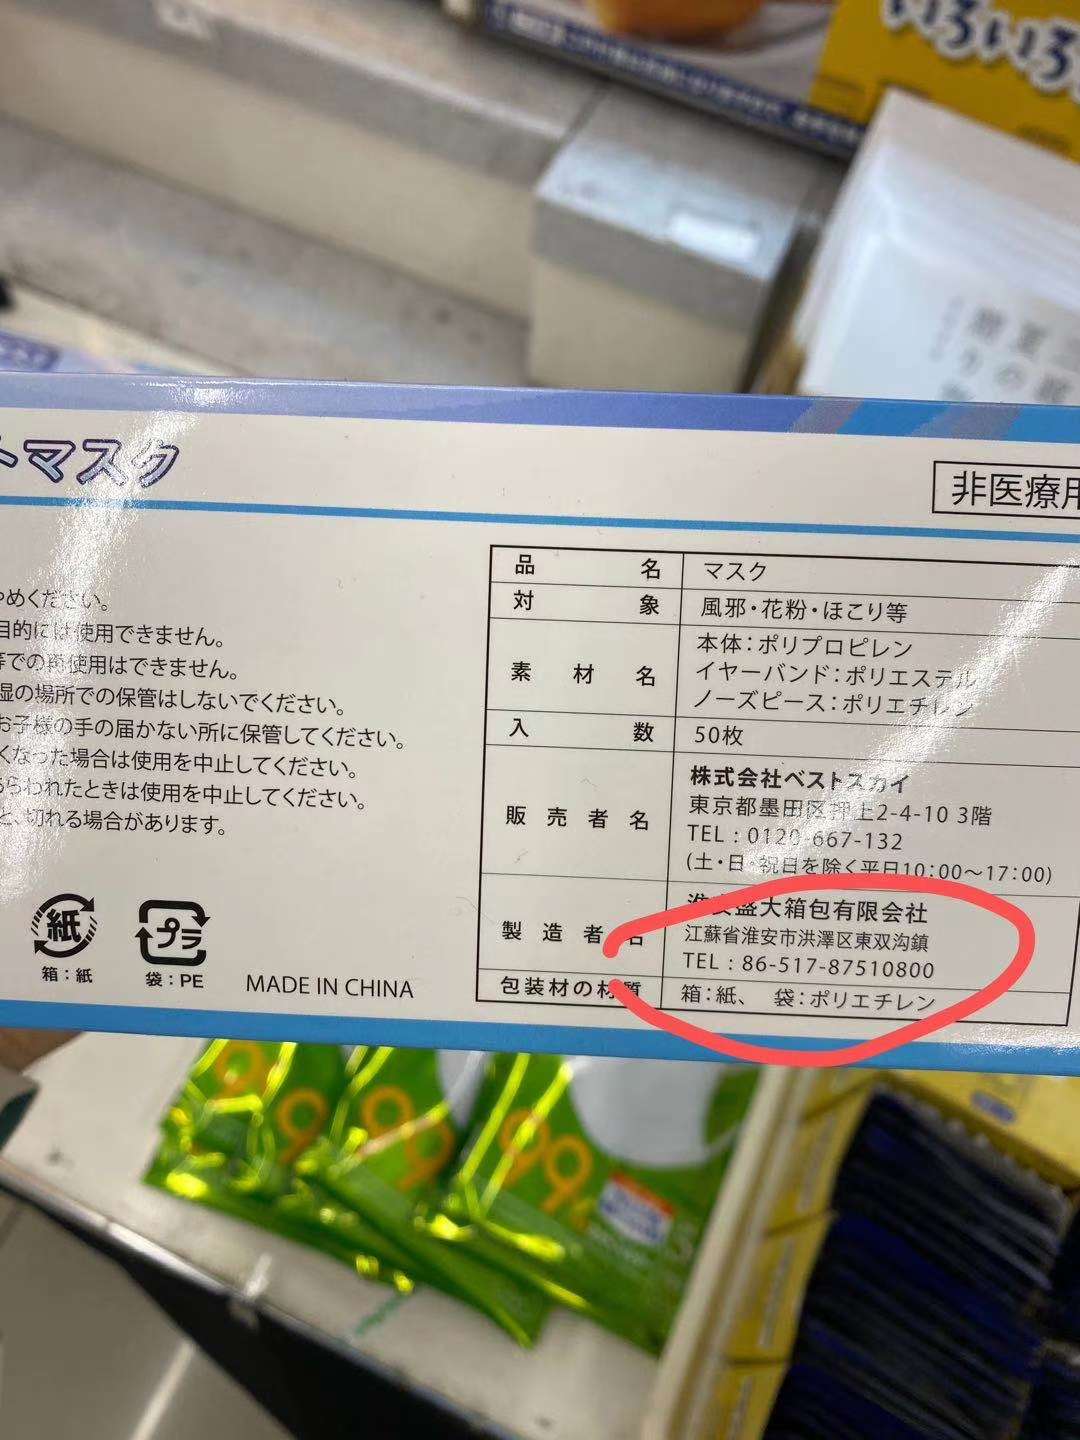 いろいろ
トマスク
非医療用
やめください。
目的には使用できません。
等での再使用はできません。
湿の場所での保管はしないでください。
お子様の手の届かない所に保管してください。
くなった場合は使用を中止してください。
あらわれたときは使用を中止してください。
と、切れる場合があります。
品名 マスク
対象 風邪・花粉・ほこり等
素材名 本体:ポリプロピレン
イヤーバンド:ポリエステル
ノーズピース:ポリエチレン
入数 50枚
販売者名 株式会社ベストスカイ
東京都墨田区押上2-4-10 3階
TEL : 0120-667-132
(土・日・祝日を除く平日10:00〜17:00)
製造者名 淮安盛大箱包有限会社
江蘇省淮安市洪澤区東双沟鎮
TEL : 86-517-87510800
包装材の材質 箱:紙、 袋:ポリエチレン
紙
箱:紙
プラ
袋:PE
MADE IN CHINA
99
99
99